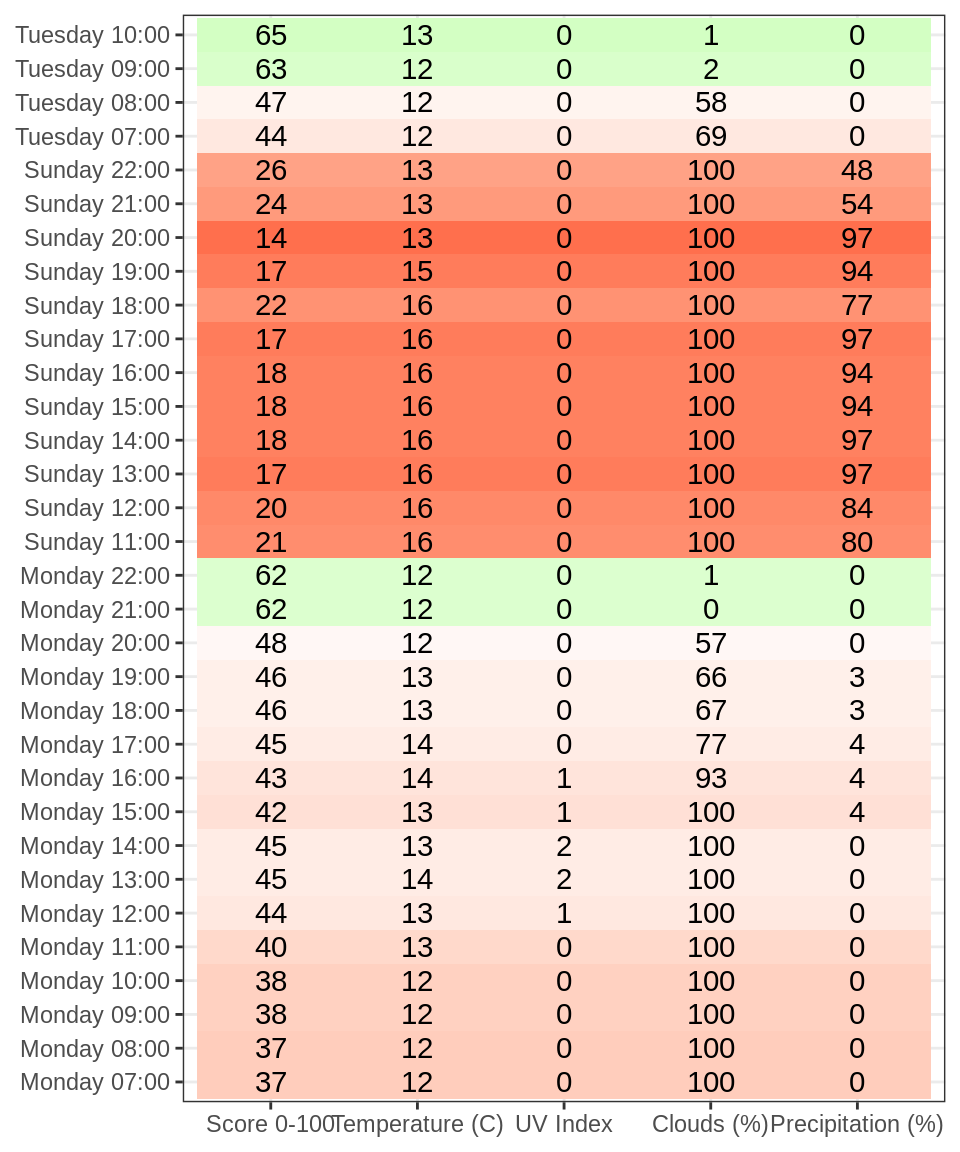 Tuesday 10:00 65 13 0 1 0
Tuesday 09:00 63 12 0 2 0
Tuesday 08:00 47 12 0 58 0
Tuesday 07:00 44 12 0 69 0
Sunday 22:00 26 13 0 100 48
Sunday 21:00 24 13 0 100 54
Sunday 20:00 14 13 0 100 97
Sunday 19:00 17 15 0 100 94
Sunday 18:00 22 16 0 100 77
Sunday 17:00 17 16 0 100 97
Sunday 16:00 18 16 0 100 94
Sunday 15:00 18 16 0 100 94
Sunday 14:00 18 16 0 100 97
Sunday 13:00 17 16 0 100 97
Sunday 12:00 20 16 0 100 84
Sunday 11:00 21 16 0 100 80
Monday 22:00 62 12 0 1 0
Monday 21:00 62 12 0 0 0
Monday 20:00 48 12 0 57 0
Monday 19:00 46 13 0 66 3
Monday 18:00 46 13 0 67 3
Monday 17:00 45 14 0 77 4
Monday 16:00 43 14 1 93 4
Monday 15:00 42 13 1 100 4
Monday 14:00 45 13 2 100 0
Monday 13:00 45 14 2 100 0
Monday 12:00 44 13 1 100 0
Monday 11:00 40 13 0 100 0
Monday 10:00 38 12 0 100 0
Monday 09:00 38 12 0 100 0
Monday 08:00 37 12 0 100 0
Monday 07:00 37 12 0 100 0
Score 0-100 Temperature (C) UV Index Clouds (%) Precipitation (%)